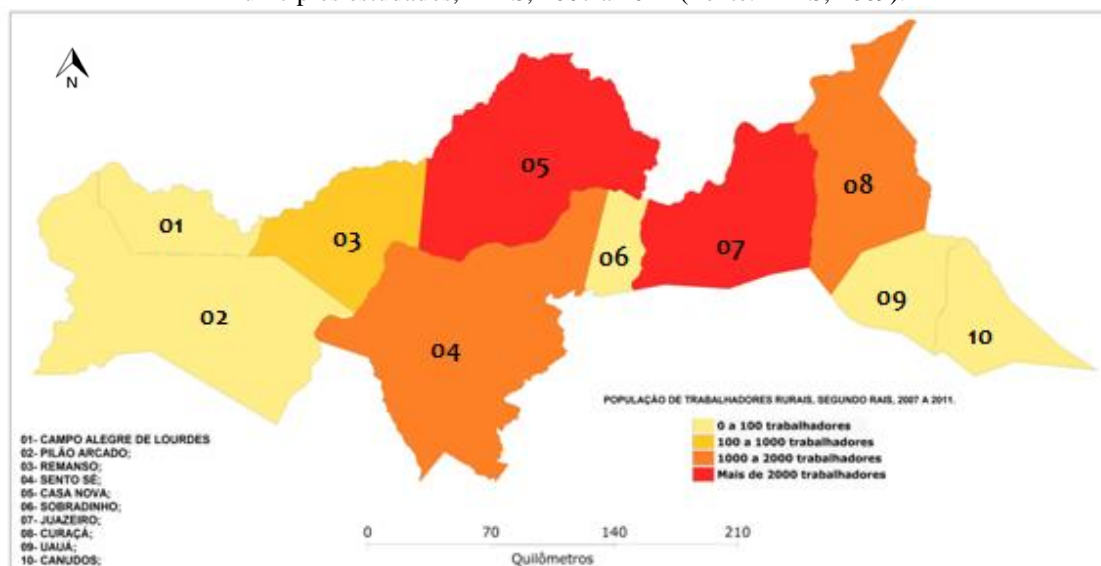 N
05
08
01
03
06
07
02
09
04
10
POPULAÇÃO DE TRABALHADORES RURAIS, SEGUNDO RAIS, 2007 A 2011.
0 a 100 trabalhadores
100 a 1000 trabalhadores
1000 a 2000 trabalhadores
Mais de 2000 trabalhadores
01- CAMPO ALEGRE DE LOURDES
02- PILÃO ARCADO;
03- REMANSO;
04- SENTO SÉ;
05- CASA NOVA;
06- SOBRADINHO;
07- JUAZEIRO;
08- CURAÇÁ;
09- UAUÁ;
10- CANUDOS;
0 70 140 210
Quilômetros